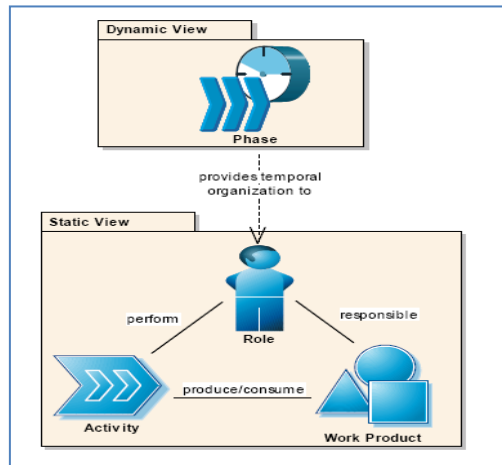 Dynamic View
Phase
provides temporal
organization to
Static View
Role
perform
responsible
produce/consume
Activity
Work Product